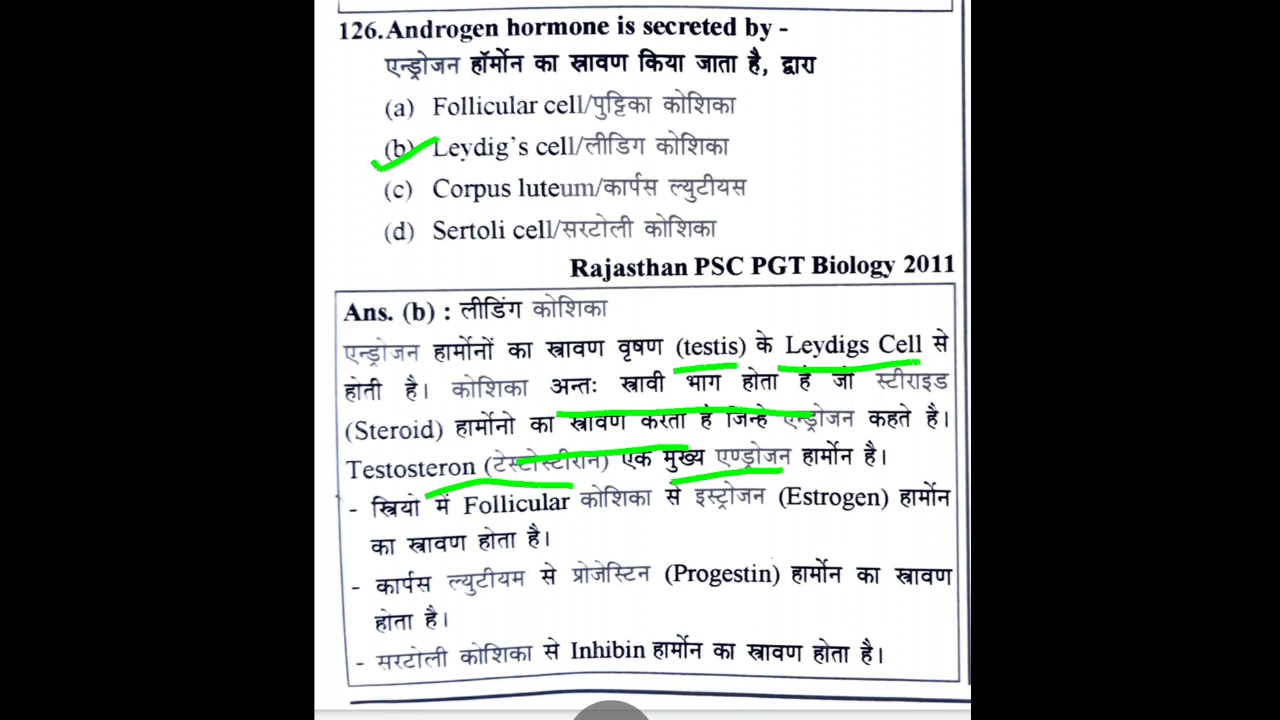 126. Androgen hormone is secreted by -
एन्ड्रोजन हॉर्मोन का स्त्रावण किया जाता है, द्वारा
(a) Follicular cell/पुट्टिका कोशिका
(b) Leydig's cell/लीडिग कोशिका
(c) Corpus luteum/कार्पस ल्युटीयस
(d) Sertoli cell/सरटोली कोशिका
Rajasthan PSC PGT Biology 2011
Ans. (b) : लीडिंग कोशिका
एन्ड्रोजन हार्मोनों का स्त्रावण वृषण (testis) के Leydigs Cell से
होती है। कोशिका अन्तः स्त्रावी भाग होता है जो स्टीराइड
(Steroid) हार्मोनो का स्त्रावण करता है जिन्हे एन्ड्रोजन कहते है।
Testosteron (टेस्टोस्टीरान) एक मुख्य एण्ड्रोजन हार्मोन है।
- स्त्रियो में Follicular कोशिका से इस्ट्रोजन (Estrogen) हार्मोन
का स्त्रावण होता है।
- कार्पस ल्युटीयम से प्रोजेस्टिन (Progestin) हार्मोन का स्त्रावण
होता है।
- सरटोली कोशिका से Inhibin हार्मोन का स्त्रावण होता है।